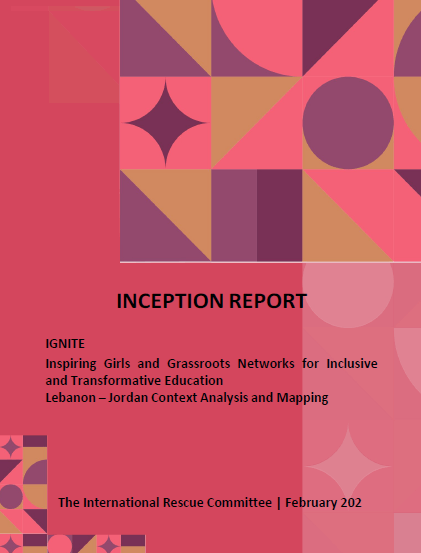 INCEPTION REPORT
IGNITE
Inspiring Girls and Grassroots Networks for Inclusive
and Transformative Education
Lebanon – Jordan Context Analysis and Mapping
The International Rescue Committee | February 202